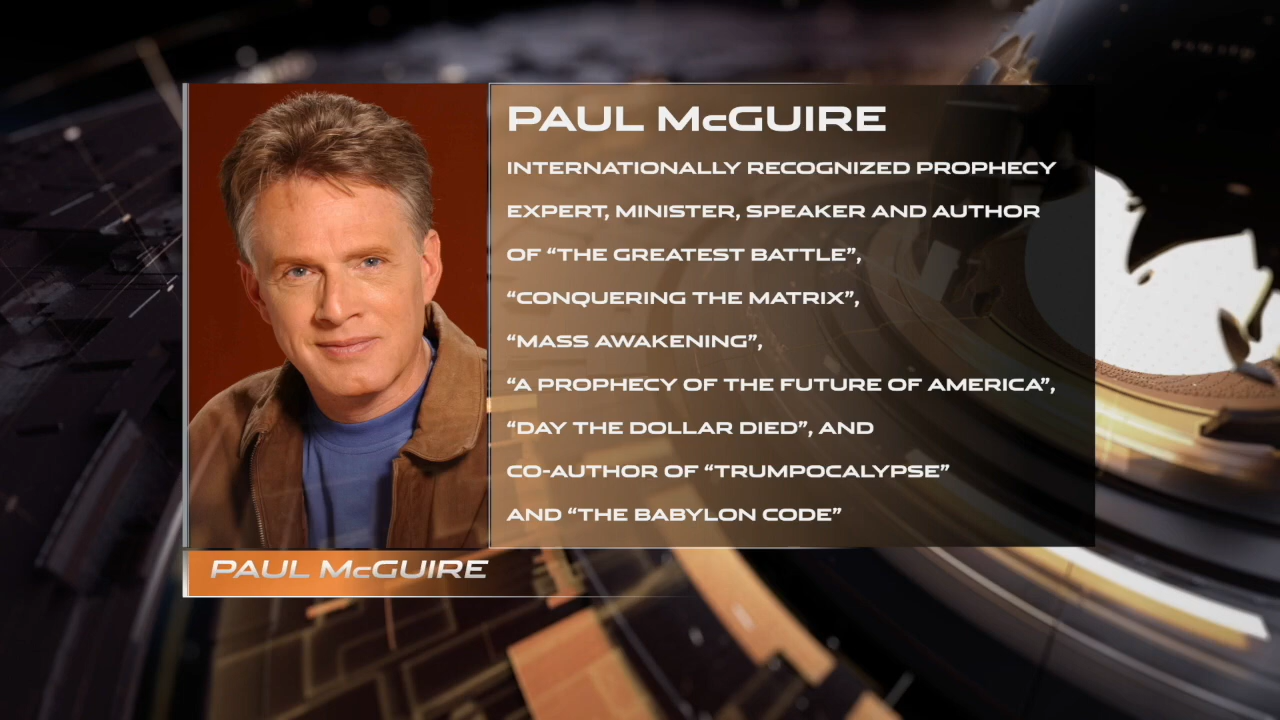 PAUL McGUIRE
INTERNATIONALLY RECOGNIZED PROPHECY
EXPERT, MINISTER, SPEAKER AND AUTHOR
OF “THE GREATEST BATTLE”,
“CONQUERING THE MATRIX”,
“MASS AWAKENING”,
“A PROPHECY OF THE FUTURE OF AMERICA”,
“DAY THE DOLLAR DIED”, AND
CO-AUTHOR OF “TRUMPOCALYPSE”
AND “THE BABYLON CODE”
PAUL McGUIRE